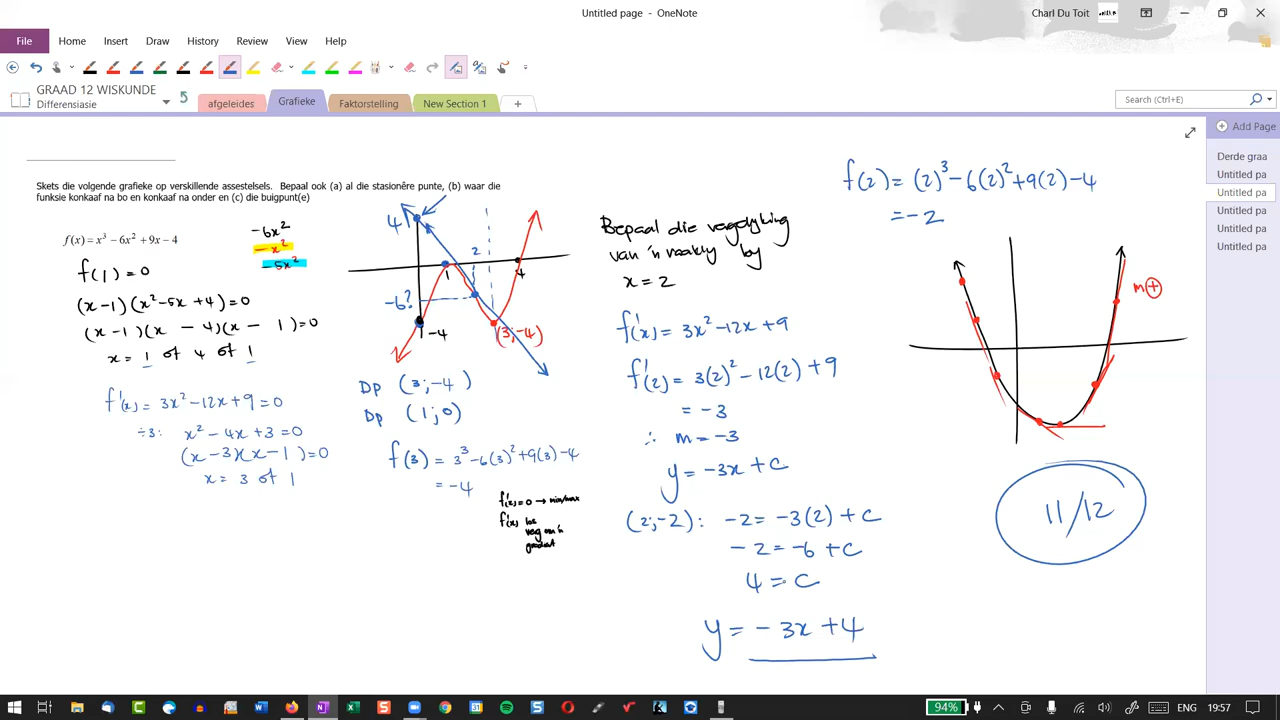 Untitled page - OneNote
Charl Du Toit
File Home Insert Draw History Review View Help
GRAAD 12 WISKUNDE
Differensiasie
afgeleides Grafieke Faktorstelling New Section 1 +
Search (Ctrl+E)
Add Page
Derde graa
Untitled pa
Untitled pa
Untitled pa
Untitled pa
Untitled pa
Skets die volgende grafieke op verskillende assestelsels. Bepaal ook (a) al die stasionêre punte, (b) waar die
funksie konkaaf na bo en konkaaf na onder en (c) die buigpunt(e)
f(x) = x³ – 6x² + 9x – 4
-6x²
-x²
-5x²
f(1) = 0
(x-1)(x²-5x+4)=0
(x-1)(x-4)(x-1)=0
x = 1 of 4 of 1
f'(x) = 3x²-12x+9=0
÷3: x²-4x+3=0
(x-3)(x-1)=0
x = 3 of 1
4
2
1
4
-6?
-4
(3;-4)
Dp (3;-4)
Dp (1;0)
f(3) = 3³-6(3)²+9(3)-4
= -4
f'(x)=0 → min/max
f'(x) los
gradient
Bepaal die vergelyking
van 'n raaklyn by
x = 2
f'(x) = 3x²-12x+9
f'(2) = 3(2)²-12(2)+9
= -3
∴ m = -3
y = -3x + c
(2;-2): -2 = -3(2) + c
-2 = -6 + c
4 = c
y = -3x + 4
f(2) = (2)³-6(2)²+9(2)-4
= -2
m+
11/12
94%
ENG 19:57